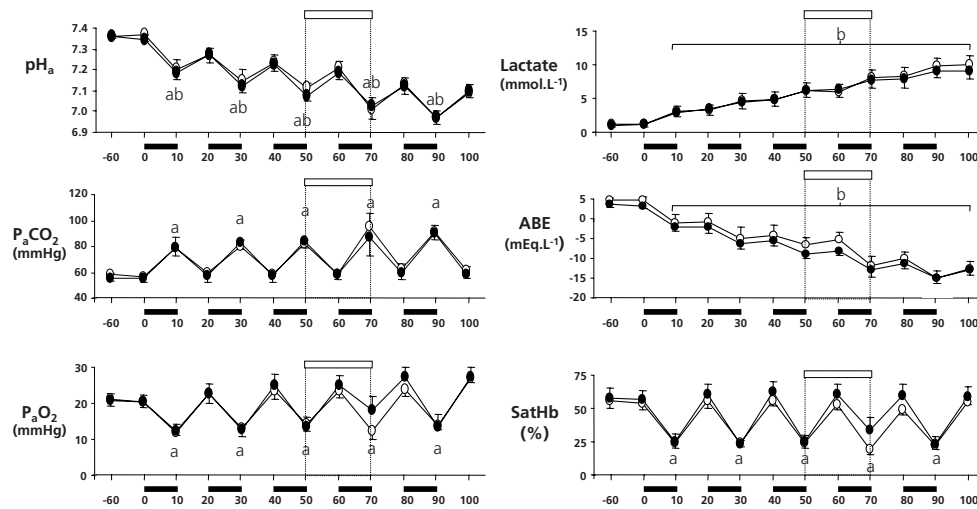 7.4
7.3
7.2
7.1
7.0
6.9
pHa
ab ab ab ab ab
-60 0 10 20 30 40 50 60 70 80 90 100
15
10
5
0
Lactate
(mmol.L-1)
b
-60 0 10 20 30 40 50 60 70 80 90 100
120
100
80
60
40
PaCO2
(mmHg)
a a a a a
0 10 20 30 40 50 60 70 80 90 100
-60
5
0
-5
-10
-15
-20
ABE
(mEq.L-1)
b
-60 0 10 20 30 40 50 60 70 80 90 100
30
20
10
0
PaO2
(mmHg)
a a a a a
-60 0 10 20 30 40 50 60 70 80 90 100
75
50
25
0
SatHb
(%)
a a a a a
-60 0 10 20 30 40 50 60 70 80 90 100